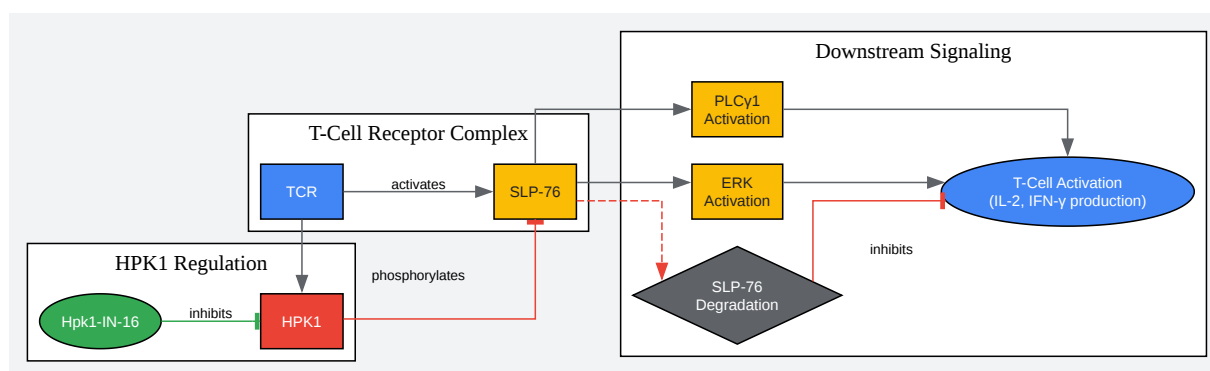 Downstream Signaling
PLCγ1
Activation
T-Cell Receptor Complex
TCR
activates
SLP-76
ERK
Activation
T-Cell Activation
(IL-2, IFN-γ production)
HPK1 Regulation
phosphorylates
inhibits
SLP-76
Degradation
Hpk1-IN-16
inhibits
HPK1